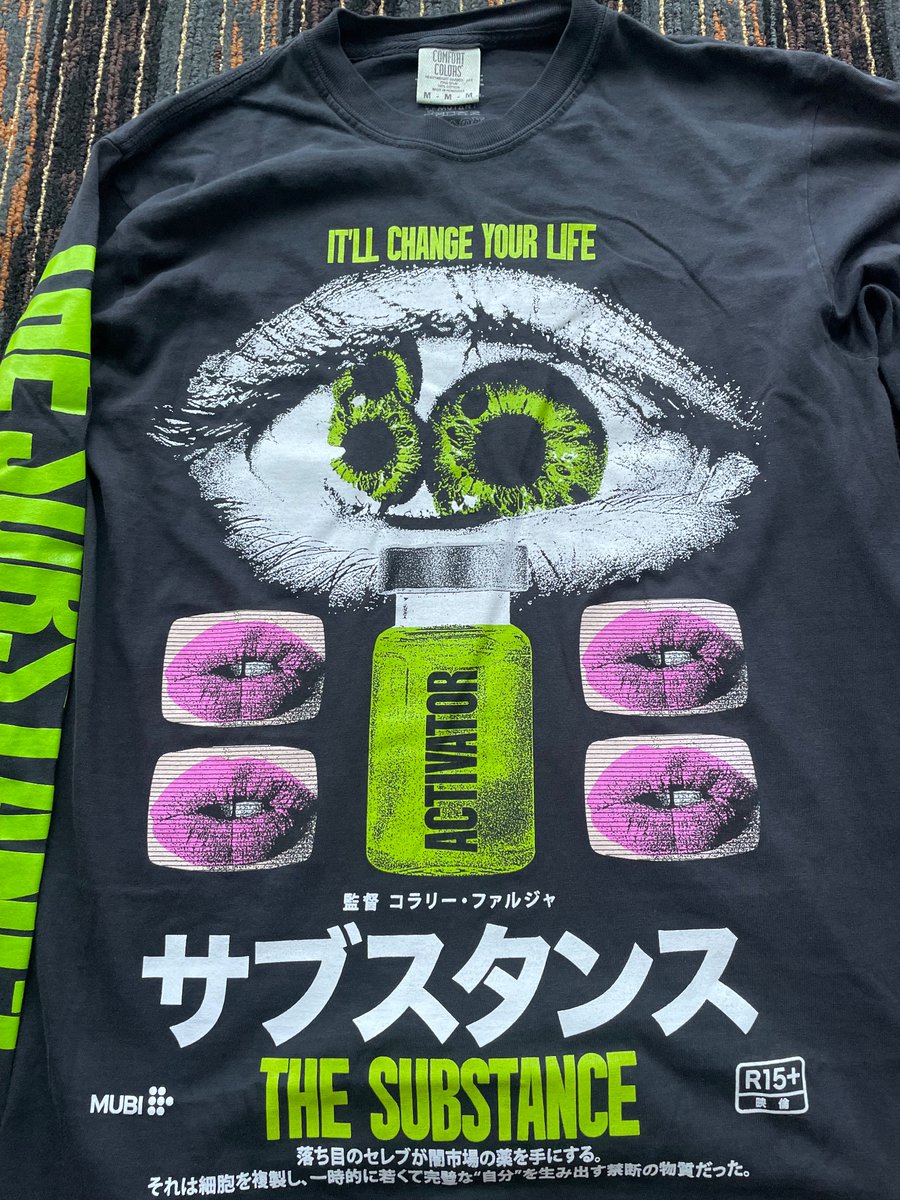 COMFORT
COLORS
M - M - M
IT'LL CHANGE YOUR LIFE
THE SUBSTANCE
ACTIVATOR
監督 コラリー・ファルジャ
サブスタンス
THE SUBSTANCE
MUBI
R15+
映倫
落ち目のセレブが闇市場の薬を手にする。
それは細胞を複製し、一時的に若くて完璧な“自分”を生み出す禁断の物質だった。